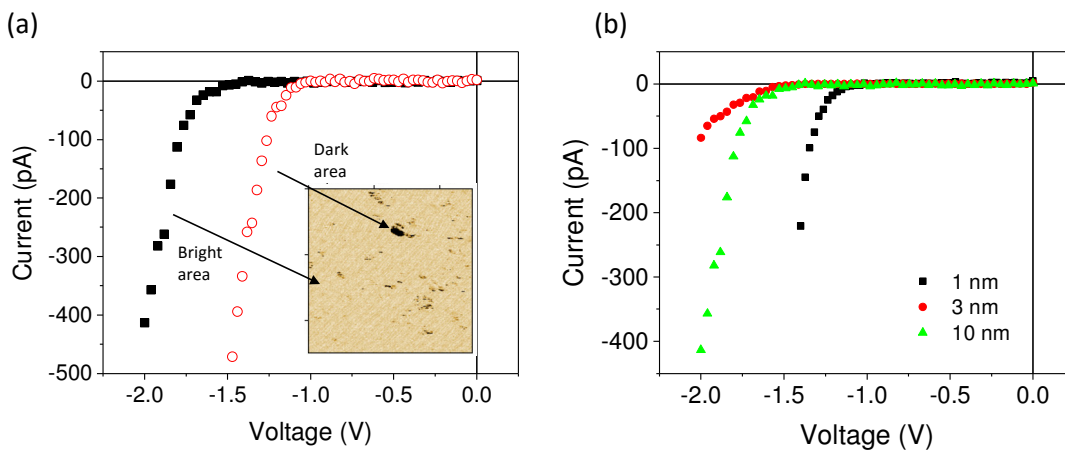 (a)
0
-100
-200
-300
-400
-500
Current (pA)
-2.0
-1.5
-1.0
-0.5
0.0
Voltage (V)
Dark
area
Bright
area
(b)
0
-100
-200
-300
-400
Current (pA)
-2.0
-1.5
-1.0
-0.5
0.0
Voltage (V)
1 nm
3 nm
10 nm